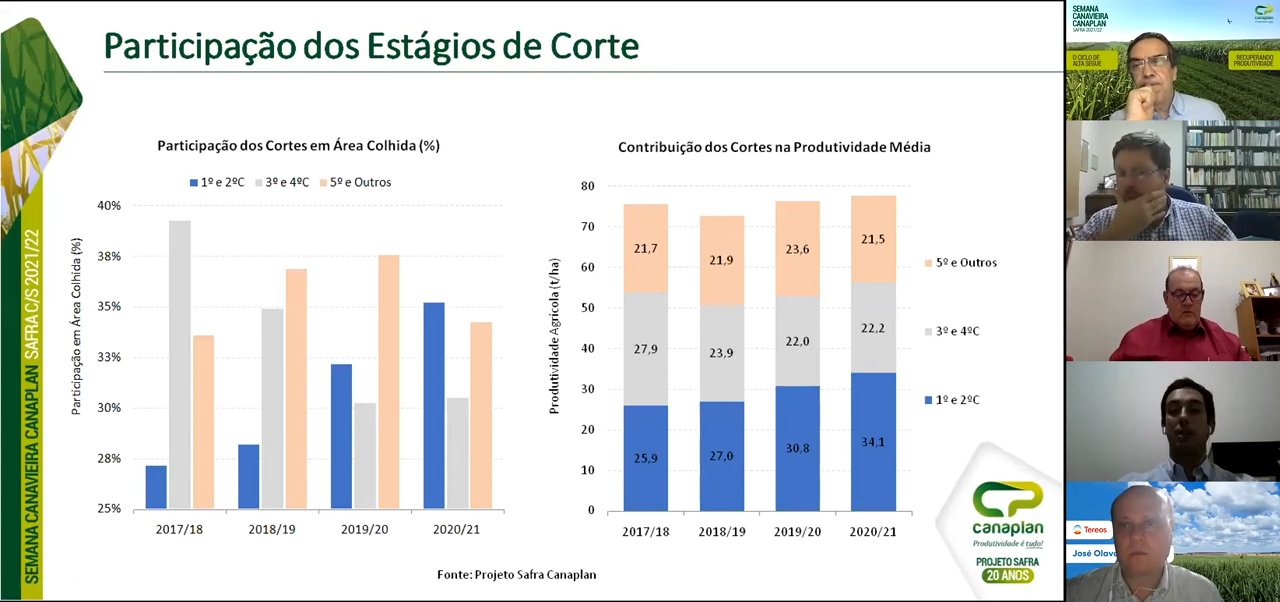 Participação dos Estágios de Corte
Participação dos Cortes em Área Colhida (%)
1º e 2ºC 3º e 4ºC 5º e Outros
Participação em Área Colhida (%)
40%
38%
35%
33%
30%
28%
25%
2017/18 2018/19 2019/20 2020/21
Contribuição dos Cortes na Produtividade Média
Produtividade Agrícola (t/ha)
80
70
60
50
40
30
20
10
0
21,7 21,9 23,6 21,5
27,9 23,9 22,0 22,2
25,9 27,0 30,8 34,1
2017/18 2018/19 2019/20 2020/21
5º e Outros
3º e 4ºC
1º e 2ºC
Fonte: Projeto Safra Canaplan
SEMANA CANAVIEIRA CANAPLAN SAFRA C/S 2021/22
canaplan
Produtividade é tudo!
PROJETO SAFRA
20 ANOS
SEMANA
CANAVIEIRA
CANAPLAN
SAFRA 2021/22
canaplan
O CICLO DE
ALTA SEGUE
RECUPERANDO
PRODUTIVIDADE
Tereos
José Olavo